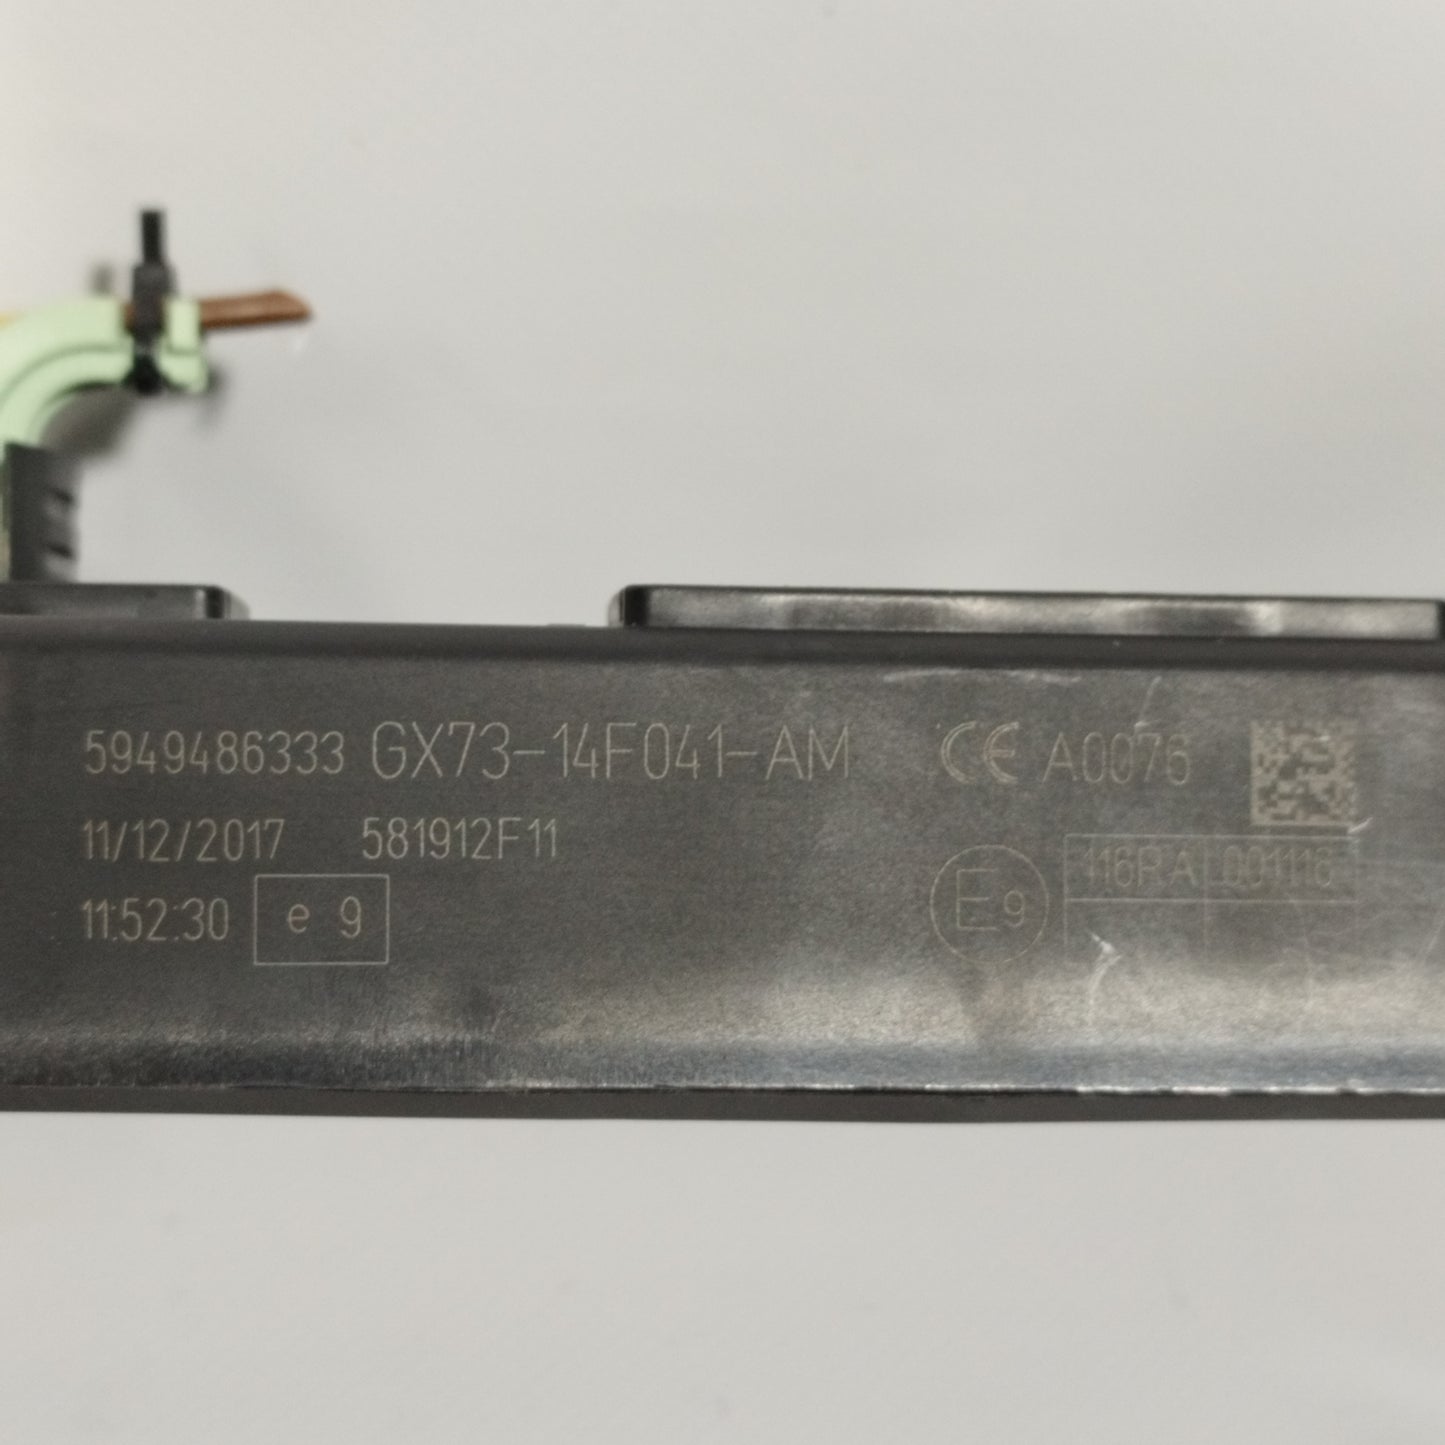 5949486333 GX73-14F041-AM CE A0076
11/12/2017 581912F11
116RA 001116
11:52:30 e 9 E9